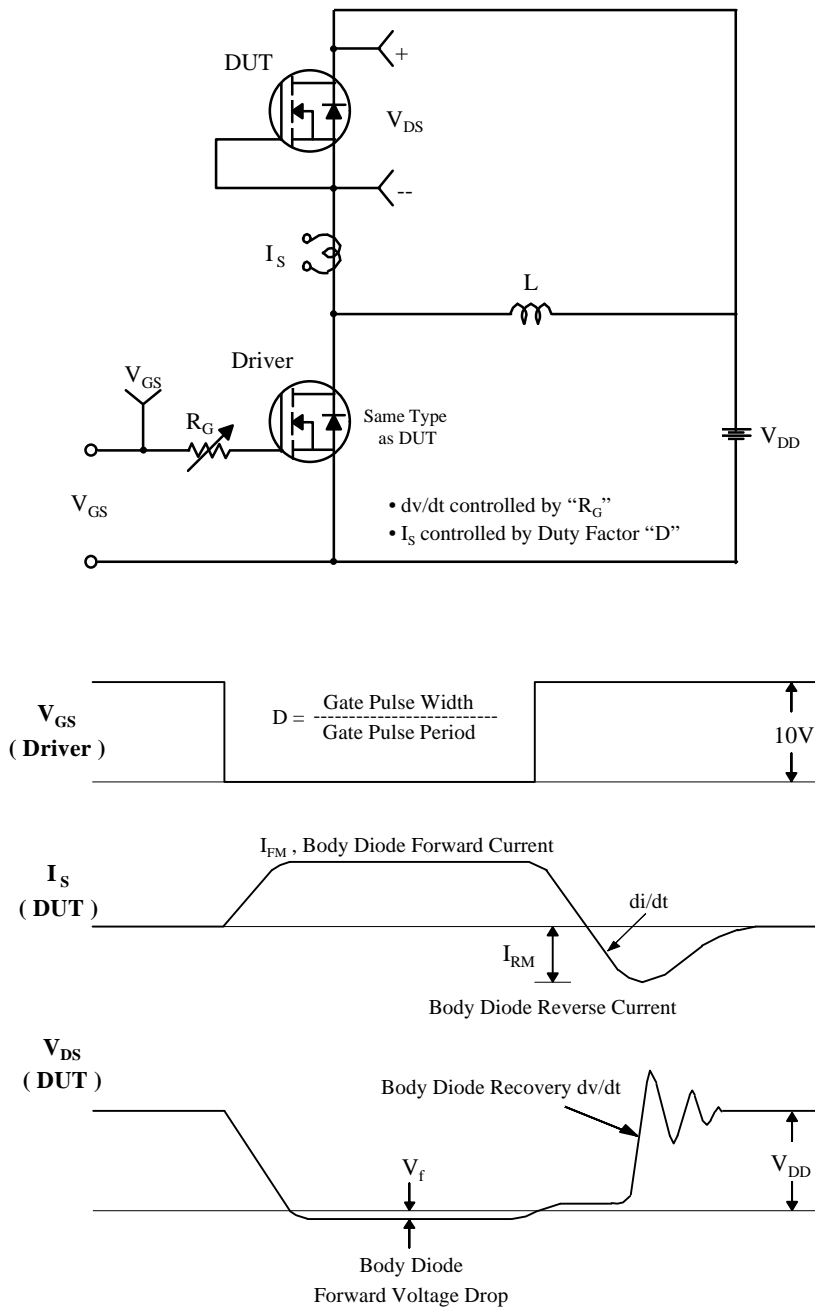 DUT
+
V_DS
--
I_S
L
Driver
V_GS
R_G
Same Type
as DUT
V_DD
V_GS
• dv/dt controlled by “R_G”
• I_S controlled by Duty Factor “D”
V_GS
( Driver )
D = Gate Pulse Width
--------------------------
Gate Pulse Period
10V
I_FM , Body Diode Forward Current
I_S
( DUT )
di/dt
I_RM
Body Diode Reverse Current
V_DS
( DUT )
Body Diode Recovery dv/dt
V_f
V_DD
Body Diode
Forward Voltage Drop